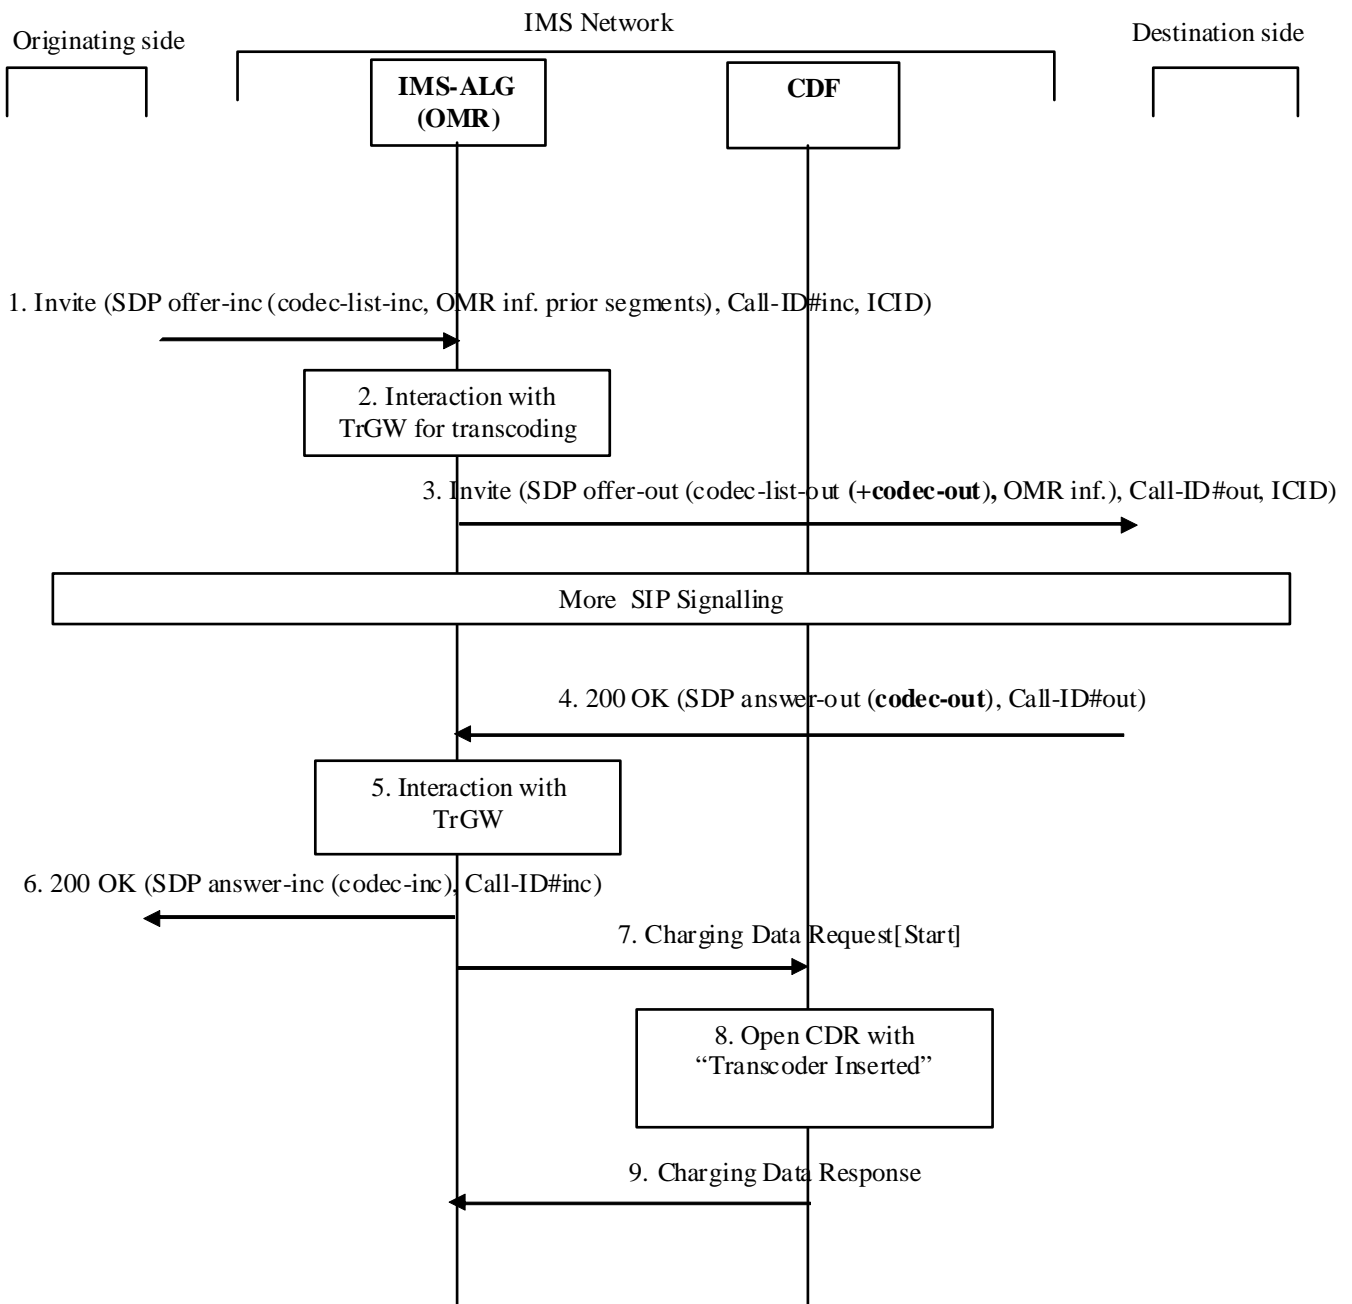 IMS Network
Originating side
Destination side
IMS-ALG
(OMR)
CDF
1. Invite (SDP offer-inc (codec-list-inc, OMR inf. prior segments), Call-ID#inc, ICID)
2. Interaction with
TrGW for transcoding
3. Invite (SDP offer-out (codec-list-out (+codec-out), OMR inf.), Call-ID#out, ICID)
More SIP Signalling
4. 200 OK (SDP answer-out (codec-out), Call-ID#out)
5. Interaction with
TrGW
6. 200 OK (SDP answer-inc (codec-inc), Call-ID#inc)
7. Charging Data Request[Start]
8. Open CDR with
“Transcoder Inserted”
9. Charging Data Response